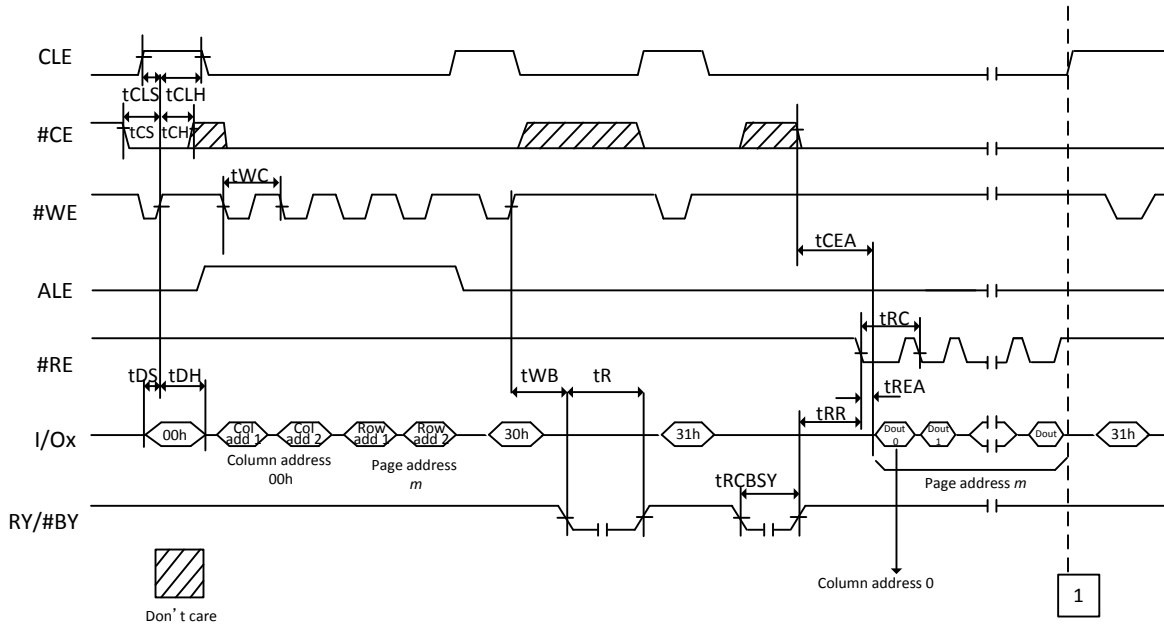 CLE
tCLS tCLH
#CE
tCS tCH
tWC
#WE
tCEA
ALE
tRC
#RE
tDS tDH
tWB tR
tREA
tRR
I/Ox
00h
Col add 1
Col add 2
Row add 1
Row add 2
30h
31h
Dout 0
Dout 1
Dout
31h
Column address 00h
Page address m
tRCBSY
Page address m
RY/#BY
Column address 0
1
Don't care